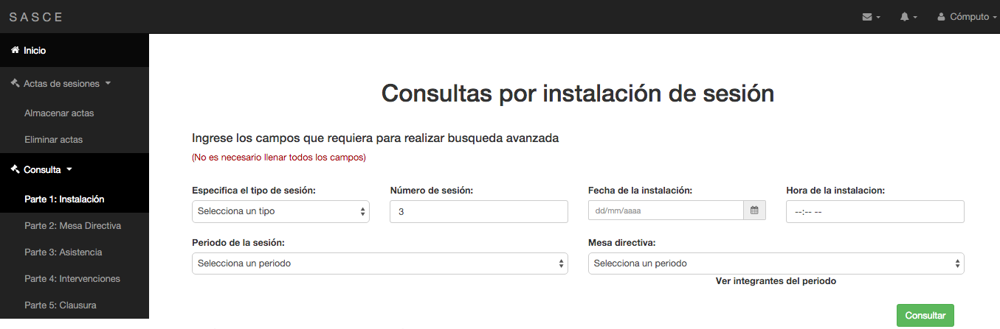 SASCE
Cómputo
Inicio
Actas de sesiones
Almacenar actas
Eliminar actas
Consulta
Parte 1: Instalación
Parte 2: Mesa Directiva
Parte 3: Asistencia
Parte 4: Intervenciones
Parte 5: Clausura
Consultas por instalación de sesión
Ingrese los campos que requiera para realizar busqueda avanzada
(No es necesario llenar todos los campos)
Especifica el tipo de sesión:
Selecciona un tipo
Número de sesión:
3
Fecha de la instalación:
dd/mm/aaaa
Hora de la instalacion:
--:-- --
Periodo de la sesión:
Selecciona un periodo
Mesa directiva:
Selecciona un periodo
Ver integrantes del periodo
Consultar